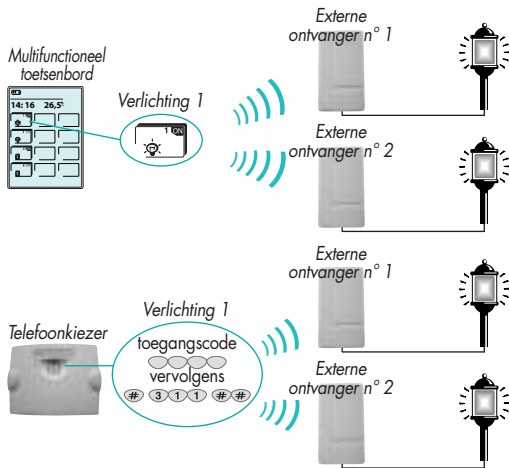 Multifunctioneel
toetsenbord
14:16 26,5°
Verlichting 1
1 ON
Externe
ontvanger n° 1
Externe
ontvanger n° 2
Telefoonkiezer
Verlichting 1
toegangscode
vervolgens
# 3 1 1 # #
Externe
ontvanger n° 1
Externe
ontvanger n° 2